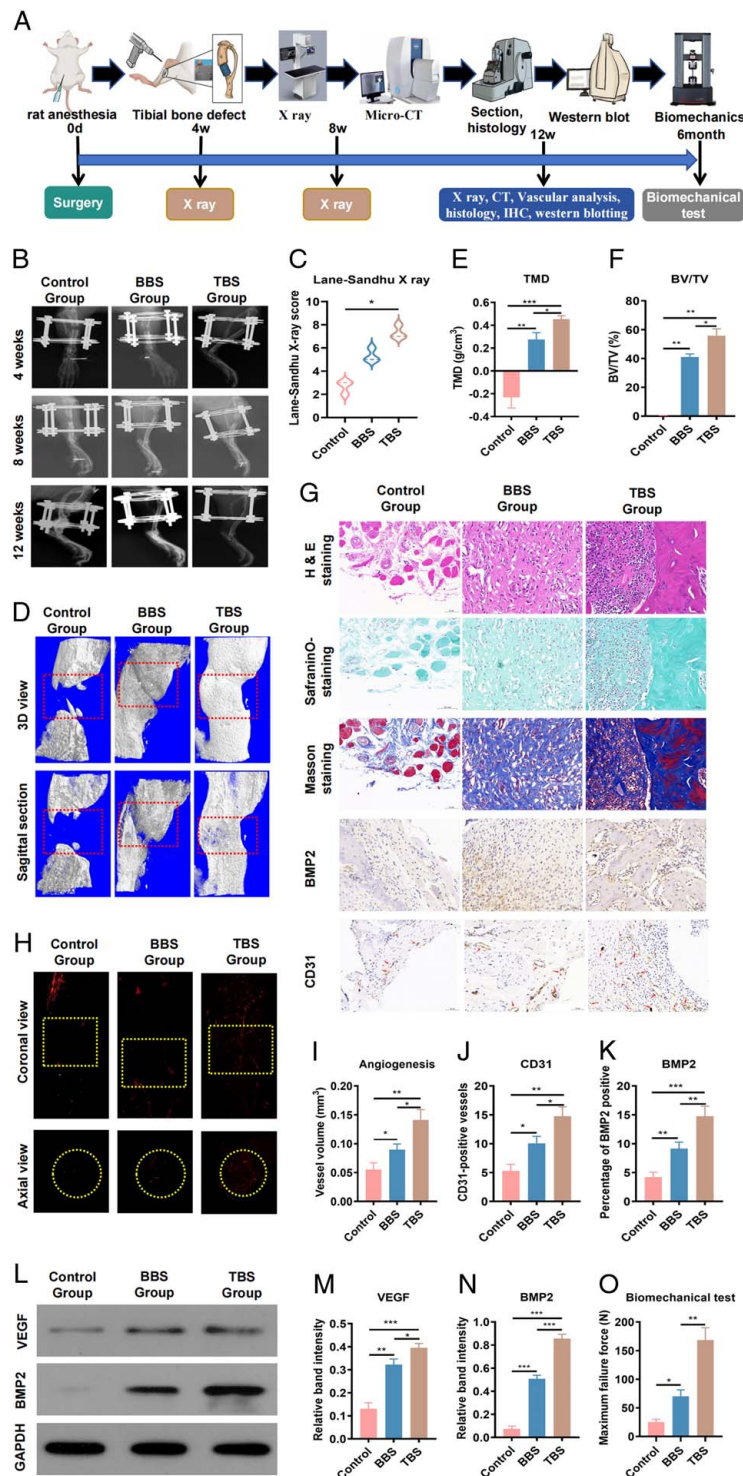 A
rat anesthesia
Tibial bone defect
X ray
Micro-CT
Section,
histology
Western blot
Biomechanics
0d
4w
8w
12w
6month
Surgery
X ray
X ray
X ray, CT, Vascular analysis,
histology, IHC, western blotting
Biomechanical
test
B
Control
Group
BBS
Group
TBS
Group
4 weeks
8 weeks
12 weeks
C
Lane-Sandhu X ray
Lane-Sandhu X-ray score
10
8
6
4
2
0
*
Control
BBS
TBS
E
TMD
TMD (g/cm³)
0.6
0.4
0.2
0.0
-0.2
-0.4
***
**
*
Control
BBS
TBS
F
BV/TV
BV/TV (%)
80
60
40
20
0
**
**
*
Control
BBS
TBS
D
Control
Group
BBS
Group
TBS
Group
3D view
Sagittal section
G
Control
Group
BBS
Group
TBS
Group
H & E
staining
SafraninO-
staining
Masson
staining
BMP2
CD31
H
Control
Group
BBS
Group
TBS
Group
Coronal view
Axial view
I
Angiogenesis
Vessel volume (mm³)
0.20
0.15
0.10
0.05
0.00
**
*
*
Control
BBS
TBS
J
CD31
CD31-positive vessels
20
15
10
5
0
**
*
*
Control
BBS
TBS
K
BMP2
Percentage of BMP2 positive
20
15
10
5
0
***
**
**
Control
BBS
TBS
L
Control
Group
BBS
Group
TBS
Group
VEGF
BMP2
GAPDH
M
VEGF
Relative band intensity
0.5
0.4
0.3
0.2
0.1
0.0
***
**
*
Control
BBS
TBS
N
BMP2
Relative band intensity
1.0
0.8
0.6
0.4
0.2
0.0
***
***
***
Control
BBS
TBS
O
Biomechanical test
Maximum failure force (N)
200
150
100
50
0
**
*
Control
BBS
TBS